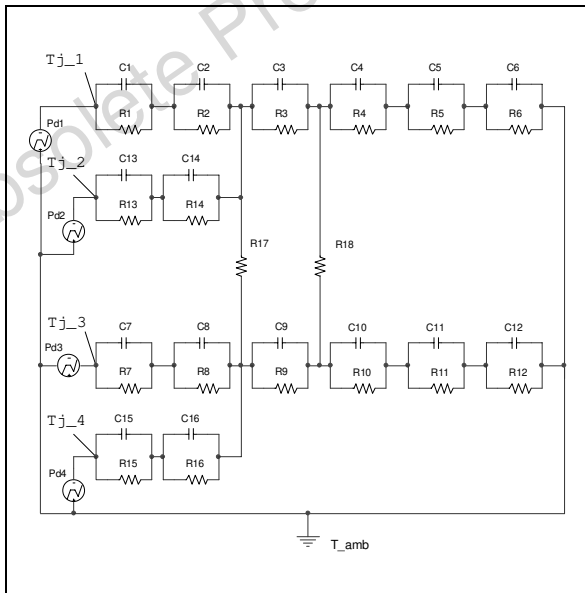 bsolete Pro
Tj_1
C1 C2 C3 C4 C5 C6
R1 R2 R3 R4 R5 R6
Pd1
Tj_2
C13 C14
R13 R14
Pd2
R17 R18
Tj_3
C7 C8 C9 C10 C11 C12
Pd3
R7 R8 R9 R10 R11 R12
Tj_4
C15 C16
R15 R16
Pd4
T_amb